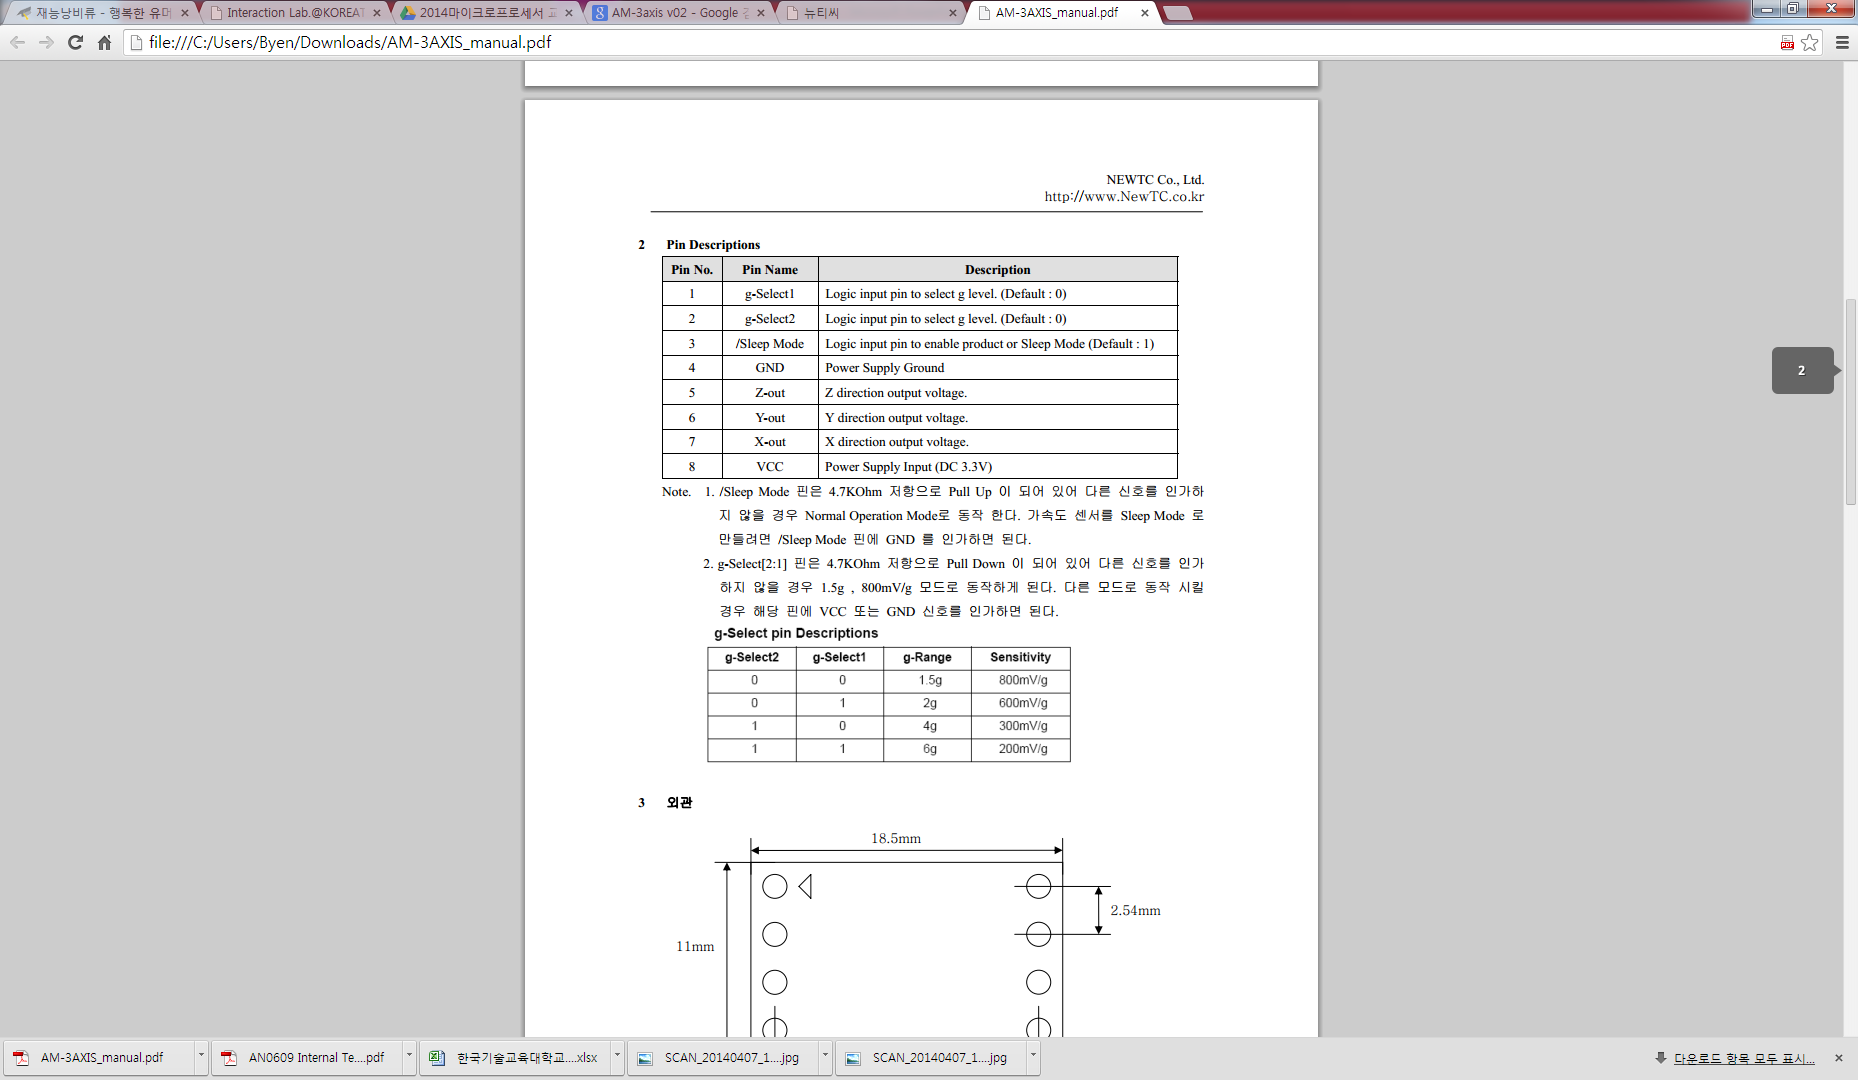 재능낭비류 - 행복한 유머
Interaction Lab.@KOREAT
2014마이크로프로세서 교
AM-3axis v02 - Google 검
뉴티씨
AM-3AXIS_manual.pdf
file:///C:/Users/Byen/Downloads/AM-3AXIS_manual.pdf
NEWTC Co., Ltd.
http://www.NewTC.co.kr
2 Pin Descriptions
Pin No. Pin Name Description
1 g-Select1 Logic input pin to select g level. (Default : 0)
2 g-Select2 Logic input pin to select g level. (Default : 0)
3 /Sleep Mode Logic input pin to enable product or Sleep Mode (Default : 1)
4 GND Power Supply Ground
5 Z-out Z direction output voltage.
6 Y-out Y direction output voltage.
7 X-out X direction output voltage.
8 VCC Power Supply Input (DC 3.3V)
Note. 1. /Sleep Mode 핀은 4.7KOhm 저항으로 Pull Up 이 되어 있어 다른 신호를 인가하
지 않을 경우 Normal Operation Mode로 동작 한다. 가속도 센서를 Sleep Mode 로
만들려면 /Sleep Mode 핀에 GND 를 인가하면 된다.
2. g-Select[2:1] 핀은 4.7KOhm 저항으로 Pull Down 이 되어 있어 다른 신호를 인가
하지 않을 경우 1.5g , 800mV/g 모드로 동작하게 된다. 다른 모드로 동작 시킬
경우 해당 핀에 VCC 또는 GND 신호를 인가하면 된다.
g-Select pin Descriptions
g-Select2 g-Select1 g-Range Sensitivity
0 0 1.5g 800mV/g
0 1 2g 600mV/g
1 0 4g 300mV/g
1 1 6g 200mV/g
2
3 외관
18.5mm
2.54mm
11mm
AM-3AXIS_manual.pdf
AN0609 Internal Te....pdf
한국기술교육대학교....xlsx
SCAN_20140407_1....jpg
SCAN_20140407_1....jpg
다운로드 항목 모두 표시...